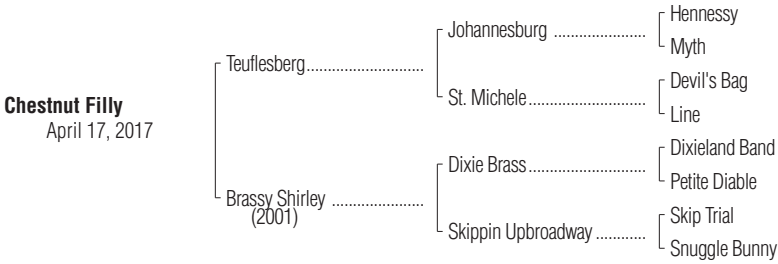 Chestnut Filly
April 17, 2017
Teuflesberg
Brassy Shirley
(2001)
Johannesburg
St. Michele
Dixie Brass
Skippin Upbroadway
Hennessy
Myth
Devil's Bag
Line
Dixieland Band
Petite Diable
Skip Trial
Snuggle Bunny